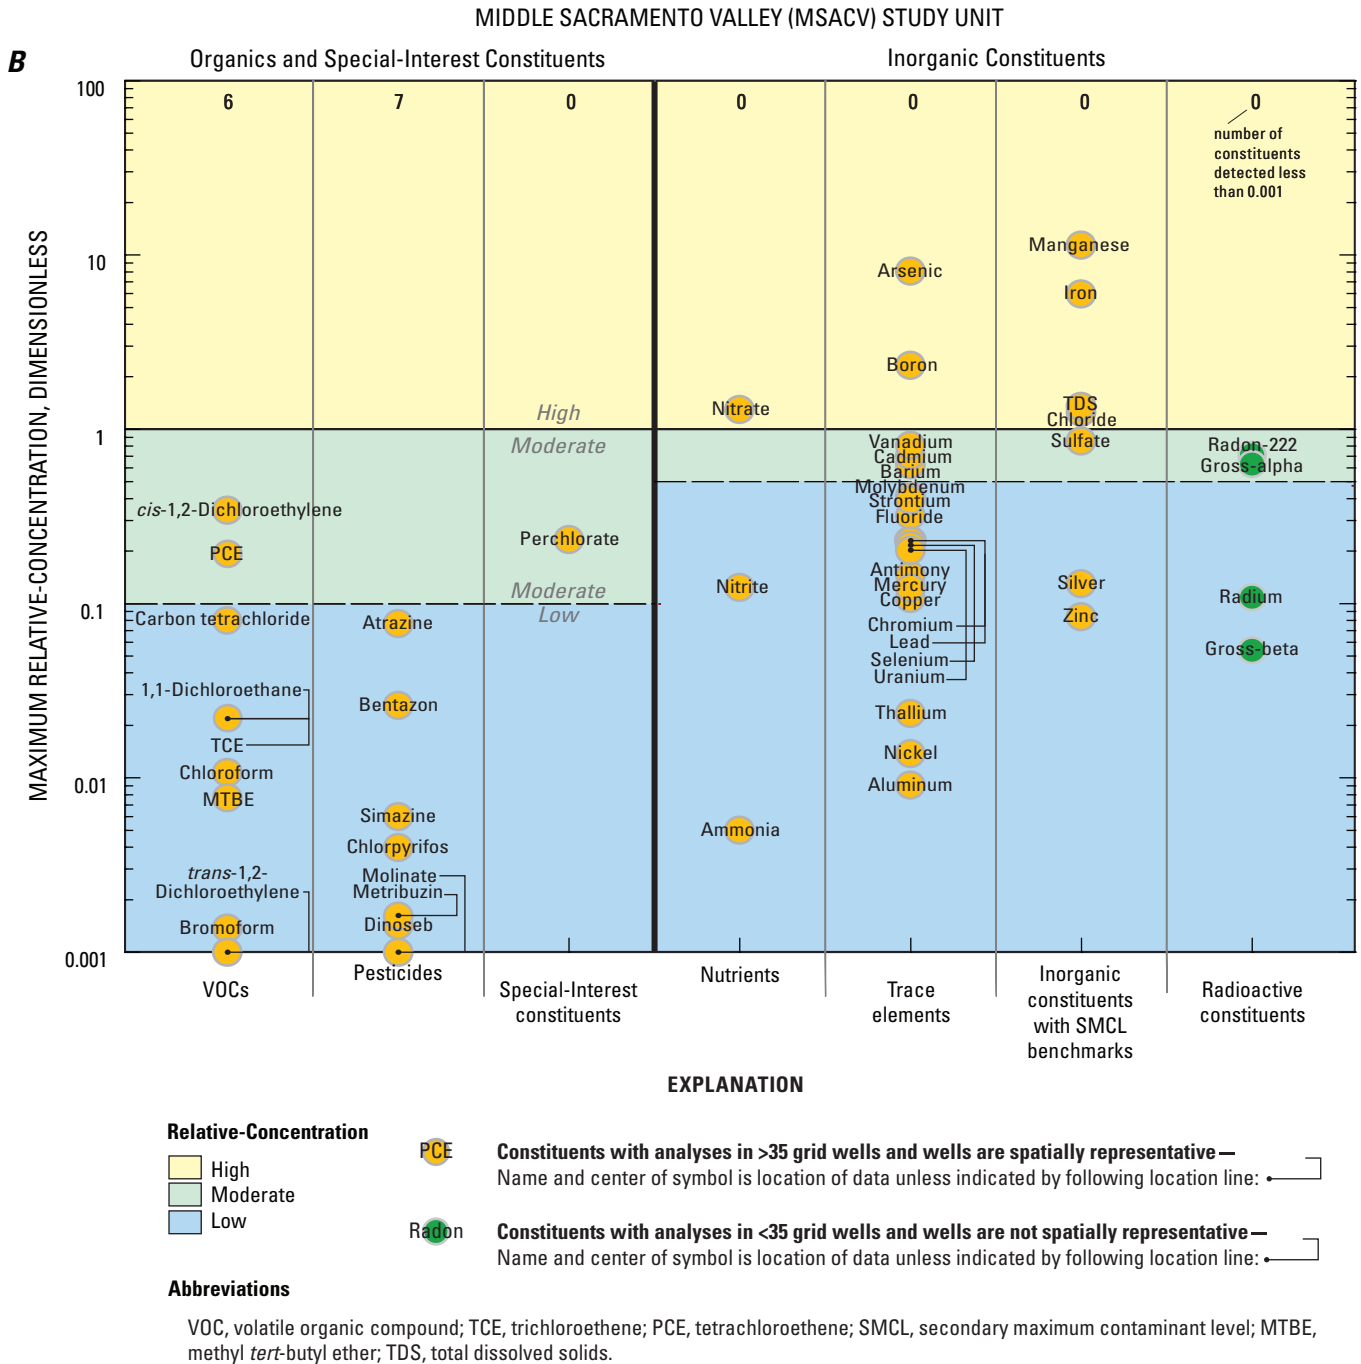 MIDDLE SACRAMENTO VALLEY (MSACV) STUDY UNIT
B
Organics and Special-Interest Constituents
Inorganic Constituents
MAXIMUM RELATIVE-CONCENTRATION, DIMENSIONLESS
100
10
1
0.1
0.01
0.001
6
7
0
0
0
0
0
number of
constituents
detected less
than 0.001
High
Moderate
Moderate
Low
cis-1,2-Dichloroethylene
PCE
Carbon tetrachloride
1,1-Dichloroethane
TCE
Chloroform
MTBE
trans-1,2-
Dichloroethylene
Bromoform
Atrazine
Bentazon
Simazine
Chlorpyrifos
Molinate
Metribuzin
Dinoseb
Perchlorate
Nitrate
Nitrite
Ammonia
Arsenic
Boron
Vanadium
Cadmium
Barium
Molybdenum
Strontium
Fluoride
Antimony
Mercury
Copper
Chromium
Lead
Selenium
Uranium
Thallium
Nickel
Aluminum
Manganese
Iron
TDS
Chloride
Sulfate
Silver
Zinc
Radon-222
Gross-alpha
Radium
Gross-beta
VOCs
Pesticides
Special-Interest
constituents
Nutrients
Trace
elements
Inorganic
constituents
with SMCL
benchmarks
Radioactive
constituents
EXPLANATION
Relative-Concentration
High
Moderate
Low
PCE
Constituents with analyses in >35 grid wells and wells are spatially representative—
Name and center of symbol is location of data unless indicated by following location line:
Radon
Constituents with analyses in <35 grid wells and wells are not spatially representative—
Name and center of symbol is location of data unless indicated by following location line:
Abbreviations
VOC, volatile organic compound; TCE, trichloroethene; PCE, tetrachloroethene; SMCL, secondary maximum contaminant level; MTBE,
methyl tert-butyl ether; TDS, total dissolved solids.